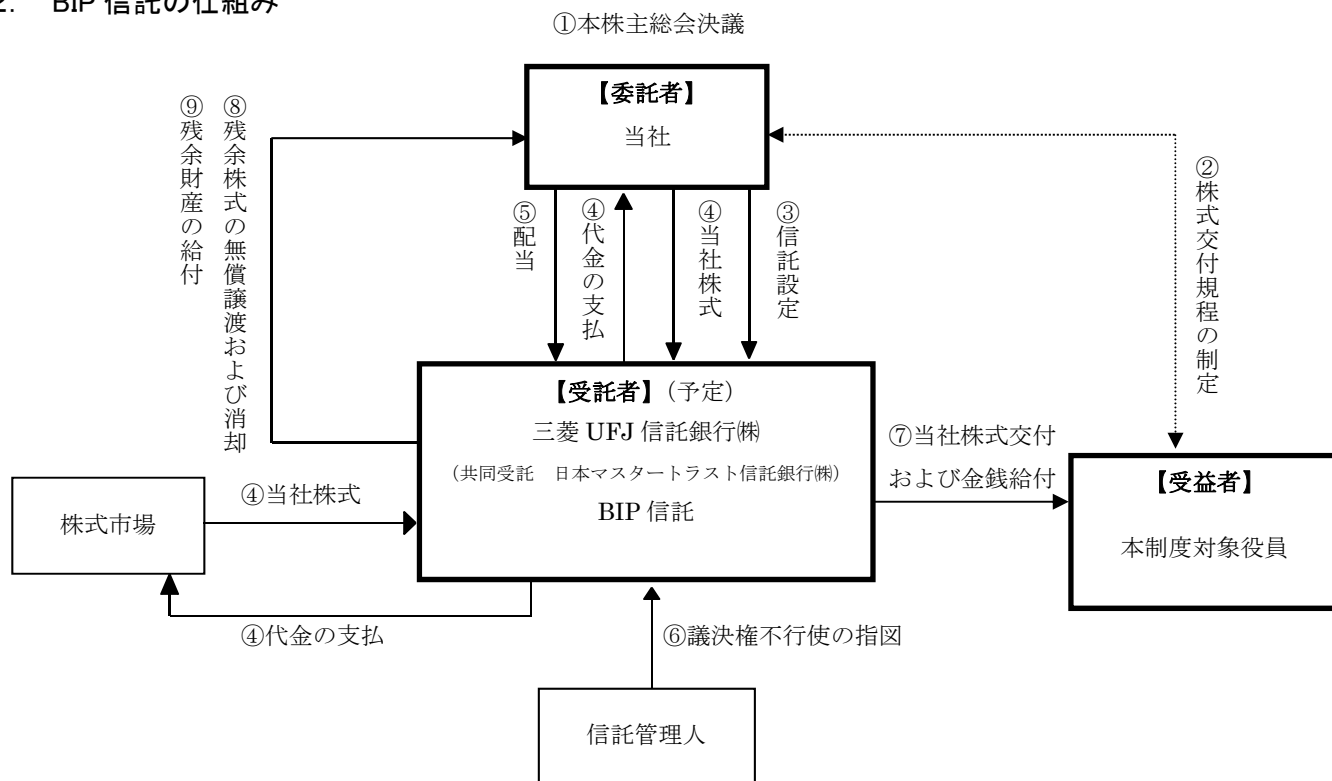 2. BIP 信託の仕組み
①本株主総会決議
【委託者】
当社
⑨残余財産の給付
⑧残余株式の無償譲渡および消却
⑤配当
④代金の支払
④当社株式
③信託設定
②株式交付規程の制定
【受託者】(予定)
三菱 UFJ 信託銀行㈱
(共同受託 日本マスタートラスト信託銀行㈱)
BIP 信託
⑦当社株式交付
および金銭給付
【受益者】
本制度対象役員
④当社株式
株式市場
④代金の支払
⑥議決権不行使の指図
信託管理人